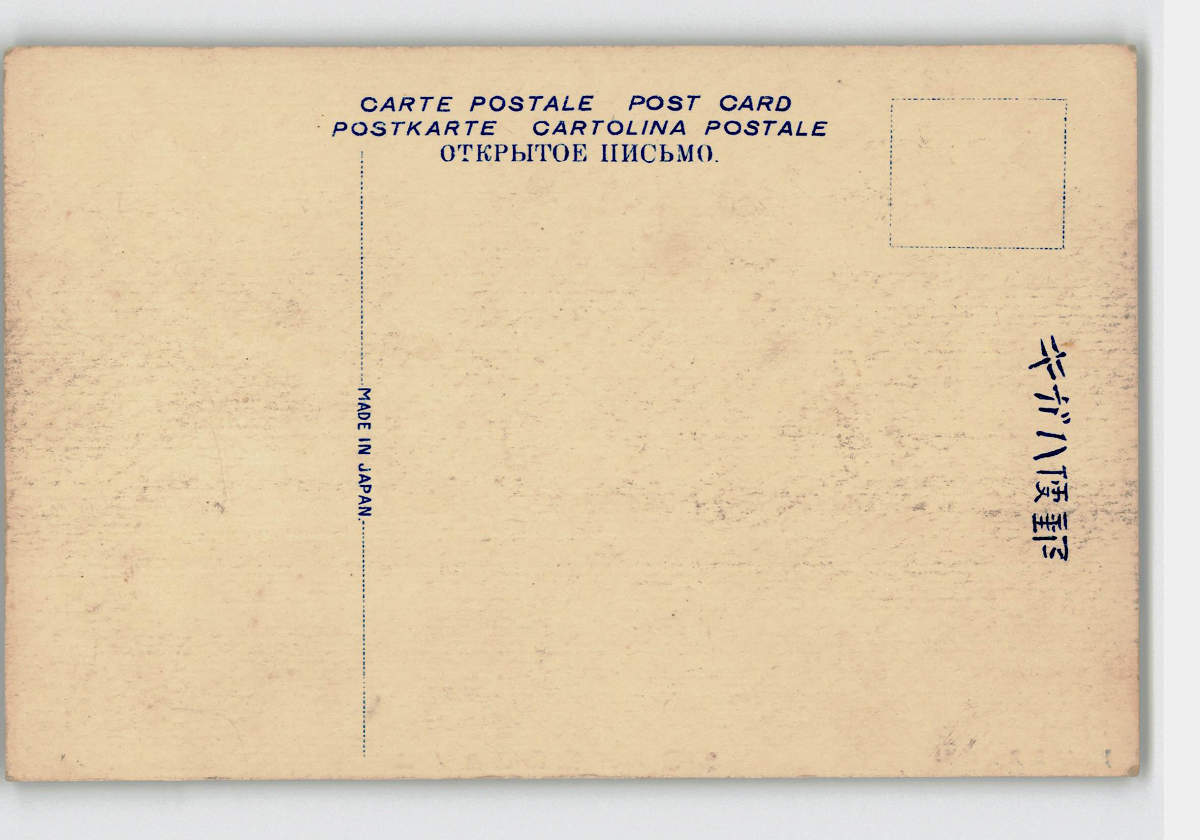 CARTE POSTALE POST CARD
POSTKARTE CARTOLINA POSTALE
ОТКРЫТОЕ ПИСЬМО.
MADE IN JAPAN.
郵便ハガキ